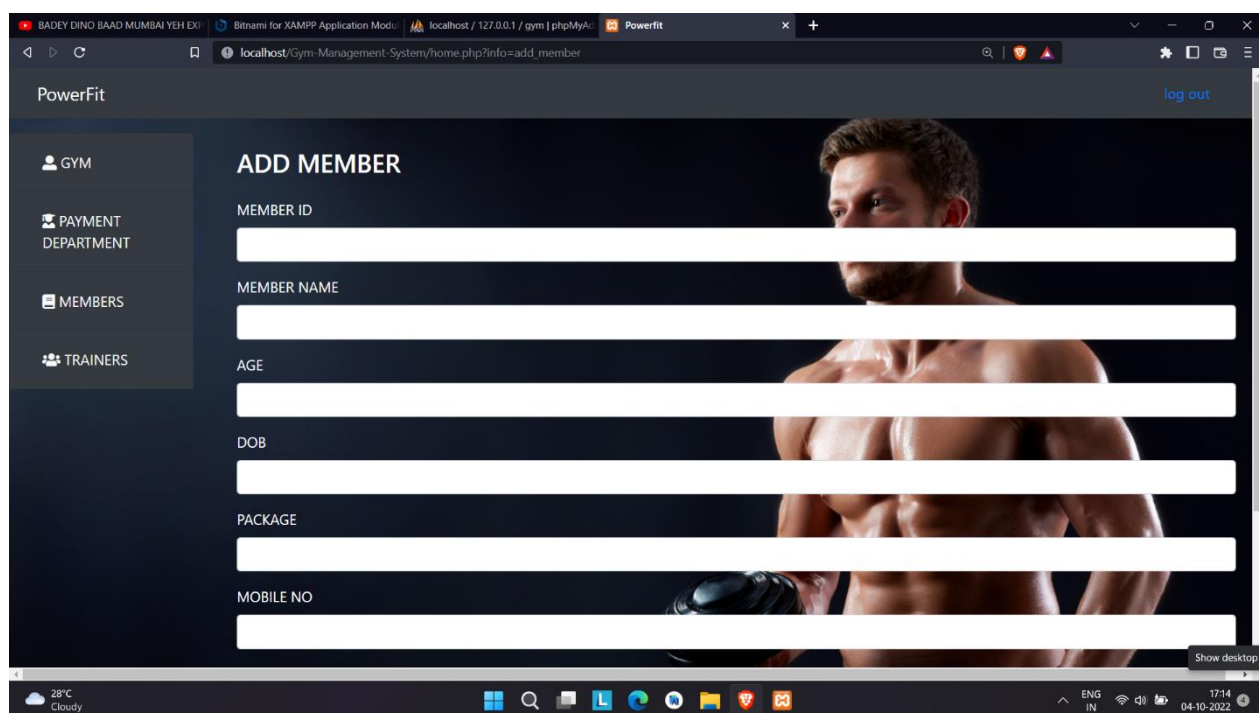 BADEY DINO BAAD MUMBAI YEH EXP
Bitnami for XAMPP Application Modul
localhost / 127.0.0.1 / gym | phpMyAd
Powerfit
localhost/Gym-Management-System/home.php?info=add_member
PowerFit
log out
GYM
PAYMENT
DEPARTMENT
MEMBERS
TRAINERS
ADD MEMBER
MEMBER ID
MEMBER NAME
AGE
DOB
PACKAGE
MOBILE NO
Show desktop
28°C
Cloudy
L
ENG
IN
17:14
04-10-2022
4